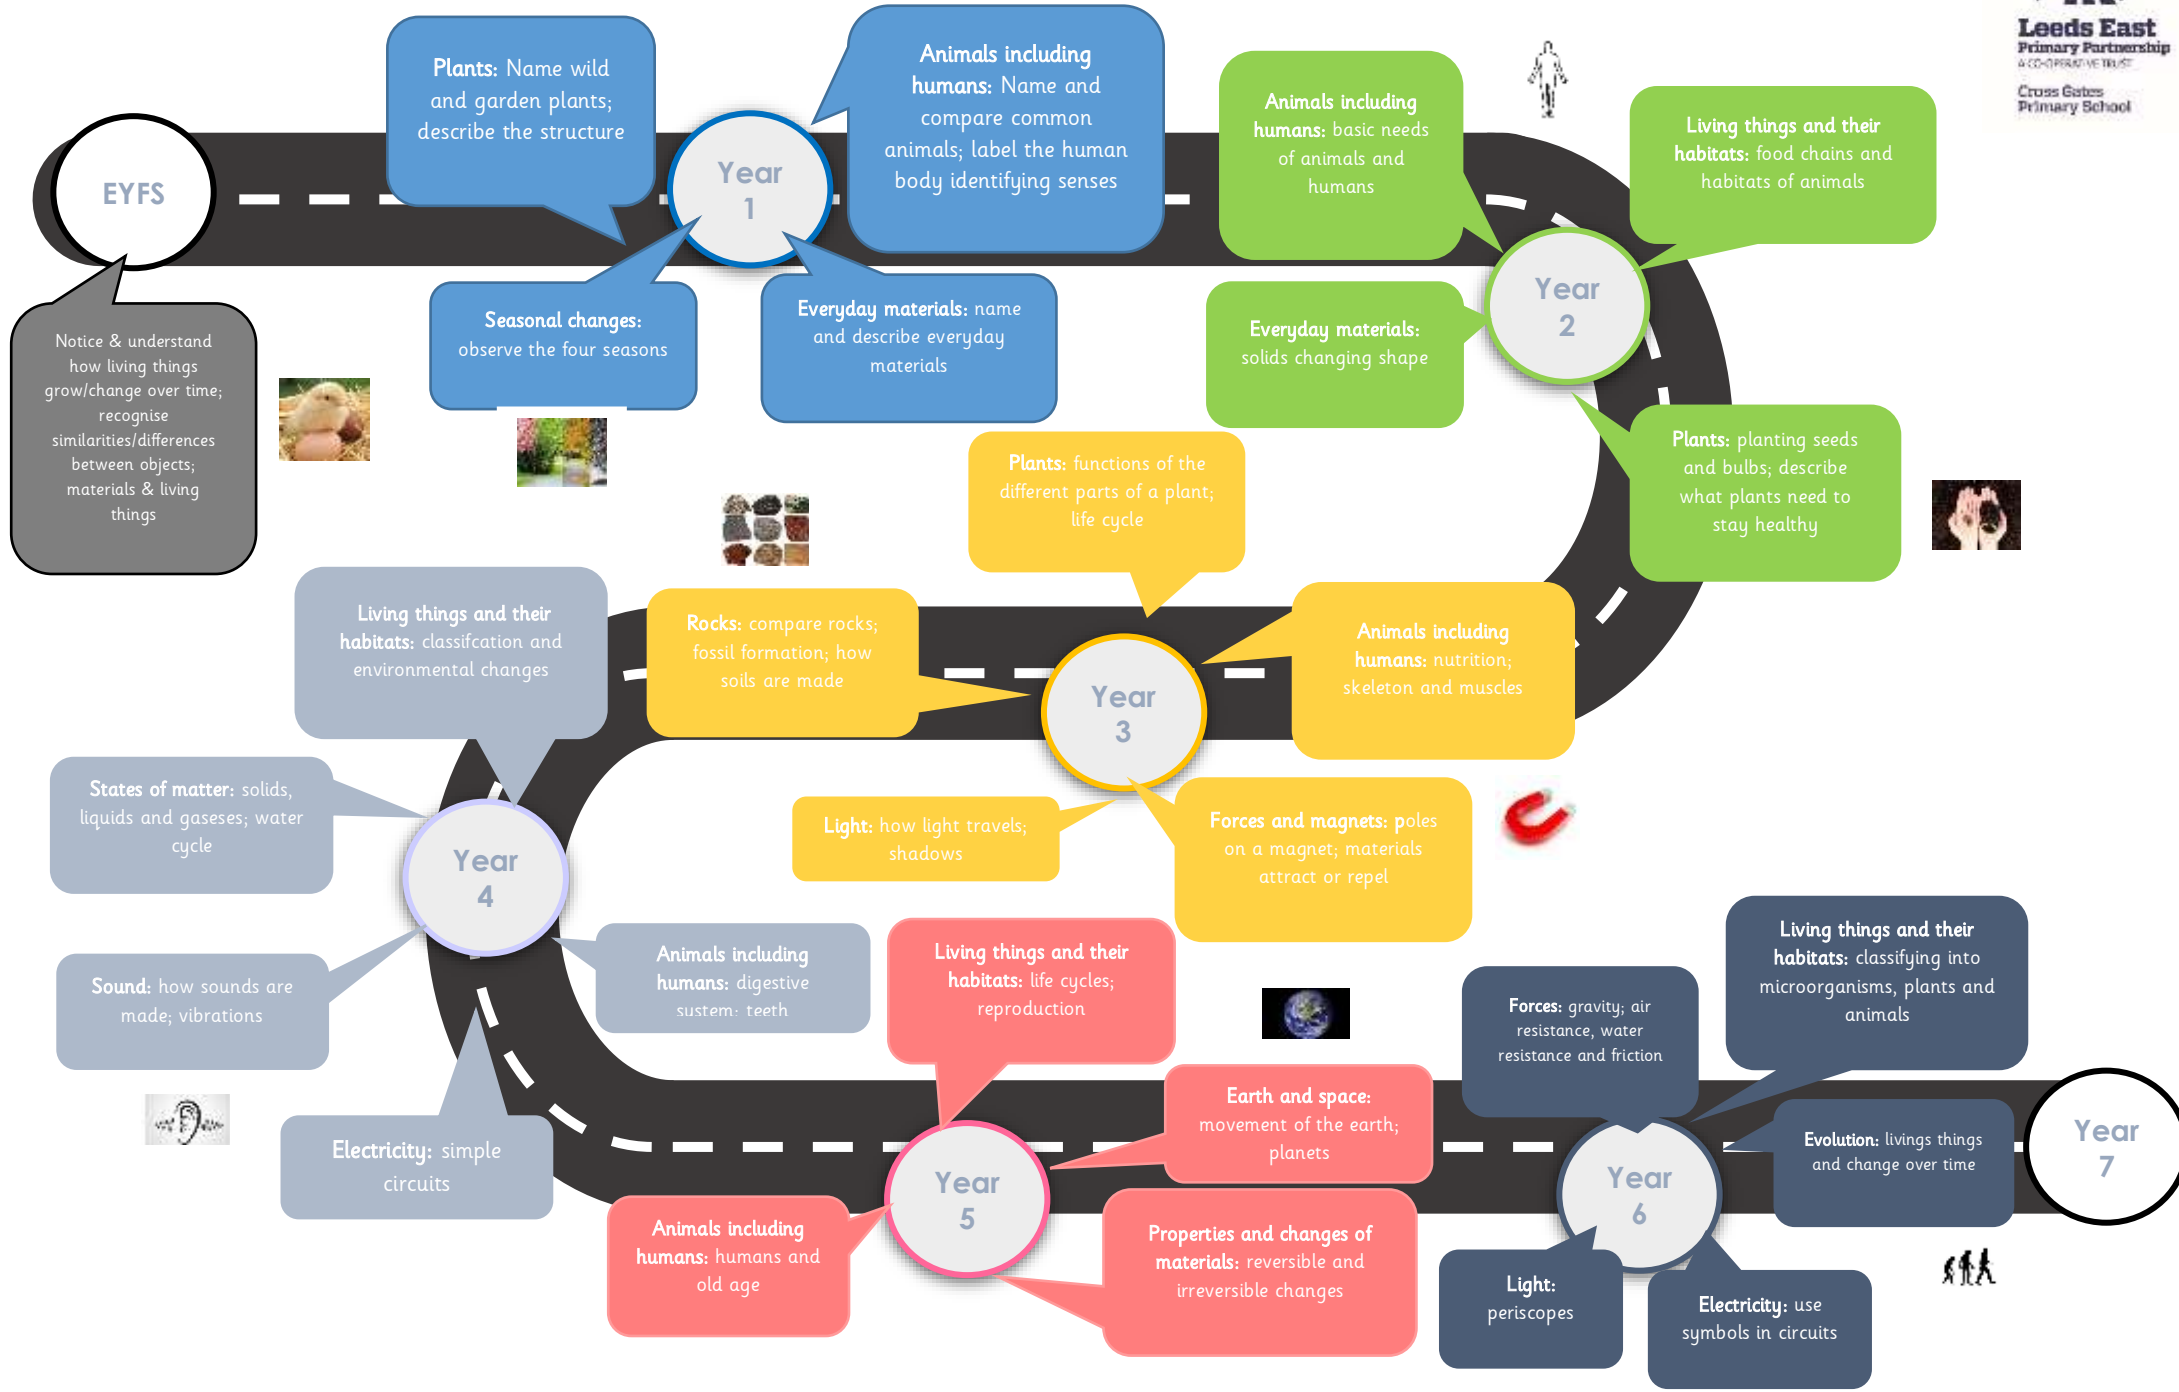 Leeds East
Primary Partnership
A CO-OPERATIVE TRUST
Cross Gates
Primary School
EYFS
Notice & understand
how living things
grow/change over time;
recognise
similarities/differences
between objects;
materials & living
things
Plants: Name wild
and garden plants;
describe the structure
Year
1
Animals including
humans: Name and
compare common
animals; label the human
body identifying senses
Seasonal changes:
observe the four seasons
Everyday materials: name
and describe everyday
materials
Animals including
humans: basic needs
of animals and
humans
Living things and their
habitats: food chains and
habitats of animals
Year
2
Everyday materials:
solids changing shape
Plants: planting seeds
and bulbs; describe
what plants need to
stay healthy
Plants: functions of the
different parts of a plant;
life cycle
Rocks: compare rocks;
fossil formation; how
soils are made
Year
3
Animals including
humans: nutrition;
skeleton and muscles
Light: how light travels;
shadows
Forces and magnets: poles
on a magnet; materials
attract or repel
Living things and their
habitats: classifcation and
environmental changes
States of matter: solids,
liquids and gaseses; water
cycle
Year
4
Sound: how sounds are
made; vibrations
Animals including
humans: digestive
system; teeth
Electricity: simple
circuits
Living things and their
habitats: life cycles;
reproduction
Earth and space:
movement of the earth;
planets
Year
5
Animals including
humans: humans and
old age
Properties and changes of
materials: reversible and
irreversible changes
Forces: gravity; air
resistance, water
resistance and friction
Living things and their
habitats: classifying into
microorganisms, plants and
animals
Evolution: livings things
and change over time
Year
6
Light:
periscopes
Electricity: use
symbols in circuits
Year
7